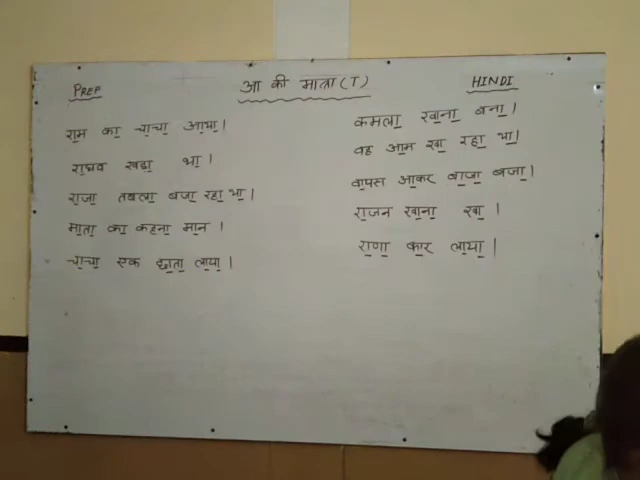 PREP
आ की मात्रा (T)
HINDI
राम का चाचा आया।
राघव खडा था।
राजा तबला बजा रहा था।
माता का कहना मान।
चाचा एक छाता लाया।
कमला खाना बना।
वह आम खा रहा था।
वापस आकर बाजा बजा।
राजन खाना खा।
राणा कार लाया।